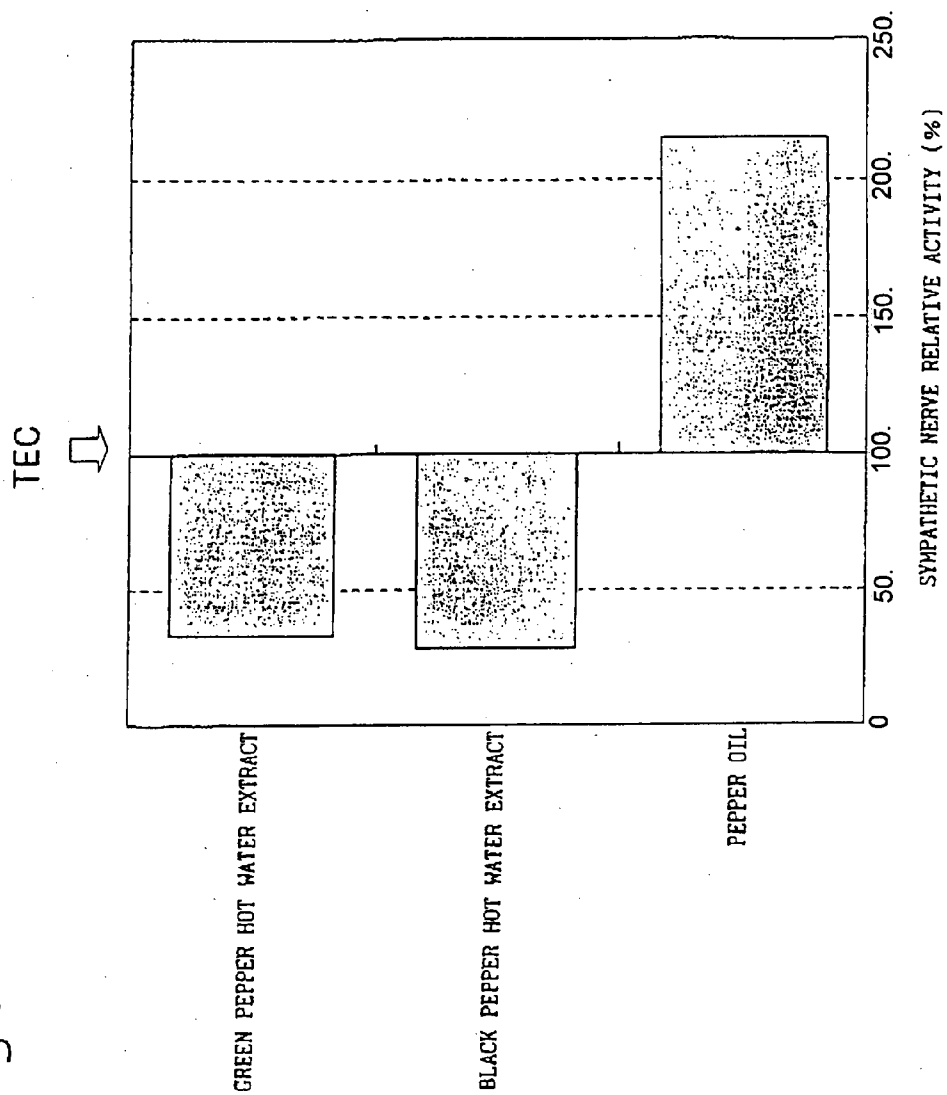 TEC
GREEN PEPPER HOT WATER EXTRACT
BLACK PEPPER HOT WATER EXTRACT
PEPPER OIL
0
50.
100.
150.
200.
250.
SYMPATHETIC NERVE RELATIVE ACTIVITY (%)